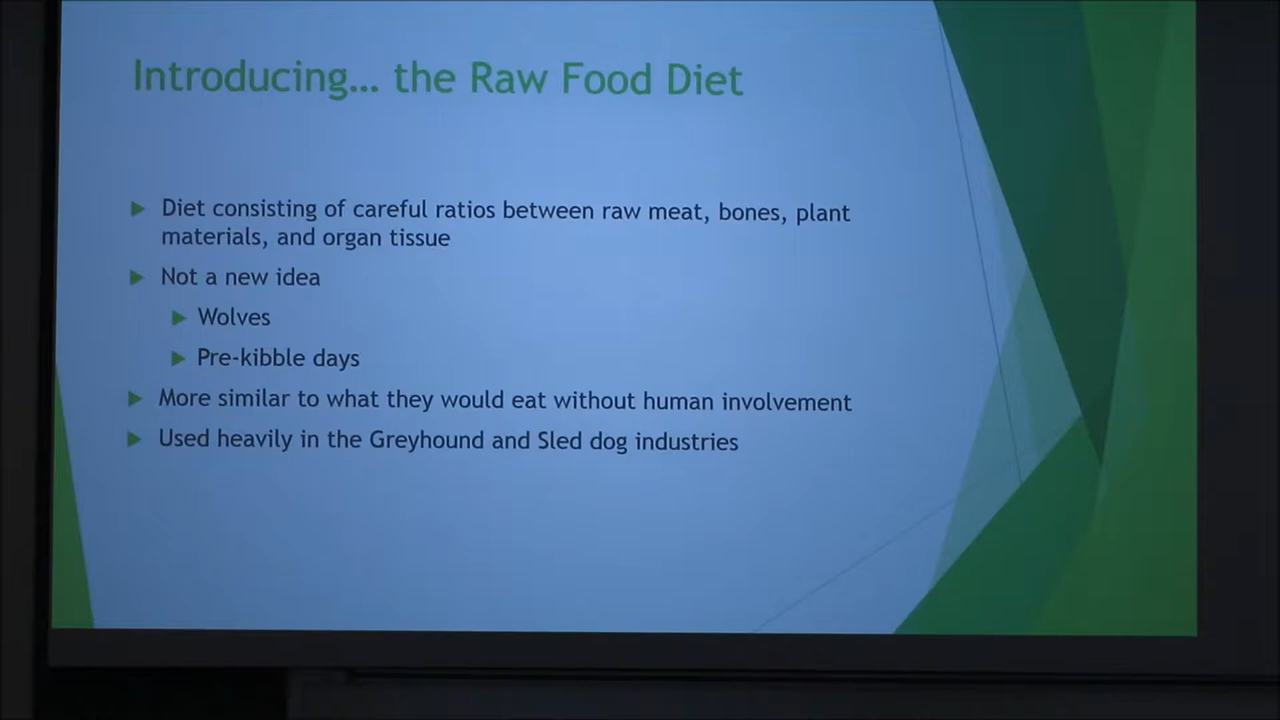 Introducing... the Raw Food Diet
Diet consisting of careful ratios between raw meat, bones, plant
materials, and organ tissue
Not a new idea
Wolves
Pre-kibble days
More similar to what they would eat without human involvement
Used heavily in the Greyhound and Sled dog industries